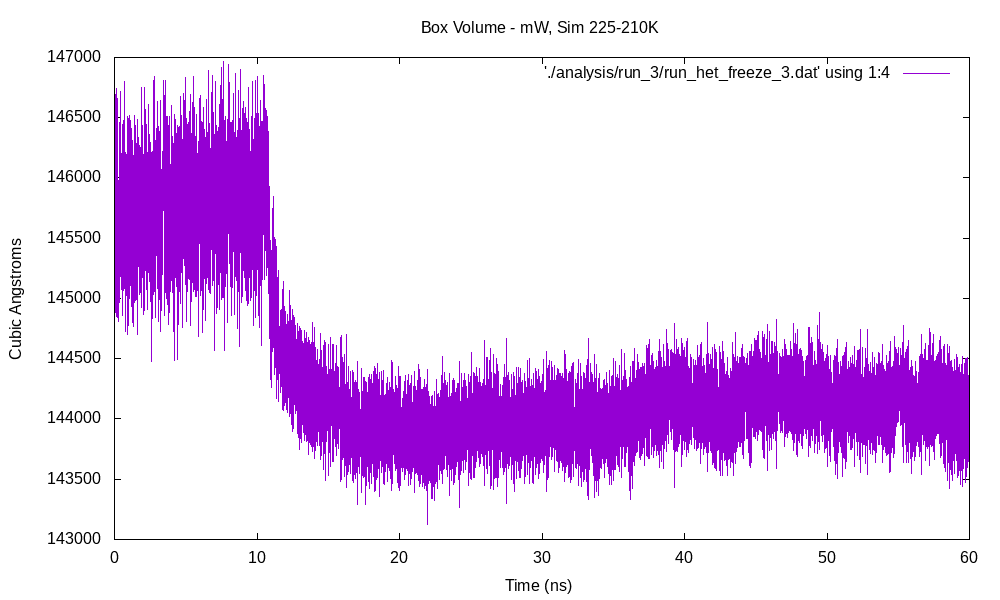 Box Volume - mW, Sim 225-210K
'./analysis/run_3/run_het_freeze_3.dat' using 1:4
147000
146500
146000
145500
145000
144500
144000
143500
143000
Cubic Angstroms
0 10 20 30 40 50 60
Time (ns)